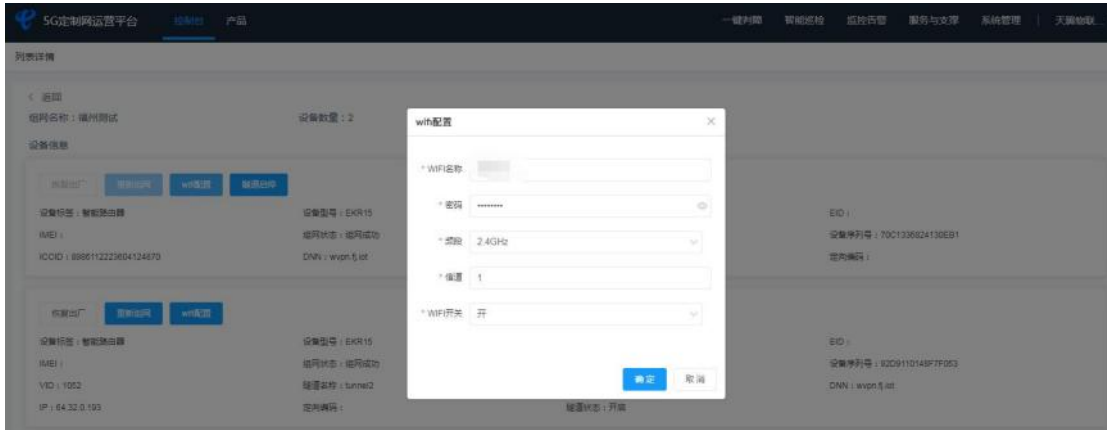 5G定制网运营平台 控制台 产品 一键判障 智能巡检 监控告警 服务与支撑 系统管理 天翼物联...
列表详情
< 返回
组网名称：福州测试 设备数量：2
设备信息
恢复出厂 重新组网 wifi配置 隧道启停
设备标签：智能路由器 设备型号：EKR15 EID：
IMEI： 组网状态：组网成功
ICCID： DNN：wvpn.fj.iot 定向编码：
wifi配置 ×
* WIFI名称
* 密码 ••••••••
* 频段 2.4GHz
* 信道 1
* WIFI开关 开
确定 取消
恢复出厂 重新组网 wifi配置
设备标签：智能路由器 设备型号：EKR15 EID：
IMEI： 组网状态：组网成功 设备序列号：
VID：1052 隧道名称：tunnel2 DNN：wvpn.fj.iot
IP：64.32.0.193 定向编码： 隧道状态：开启